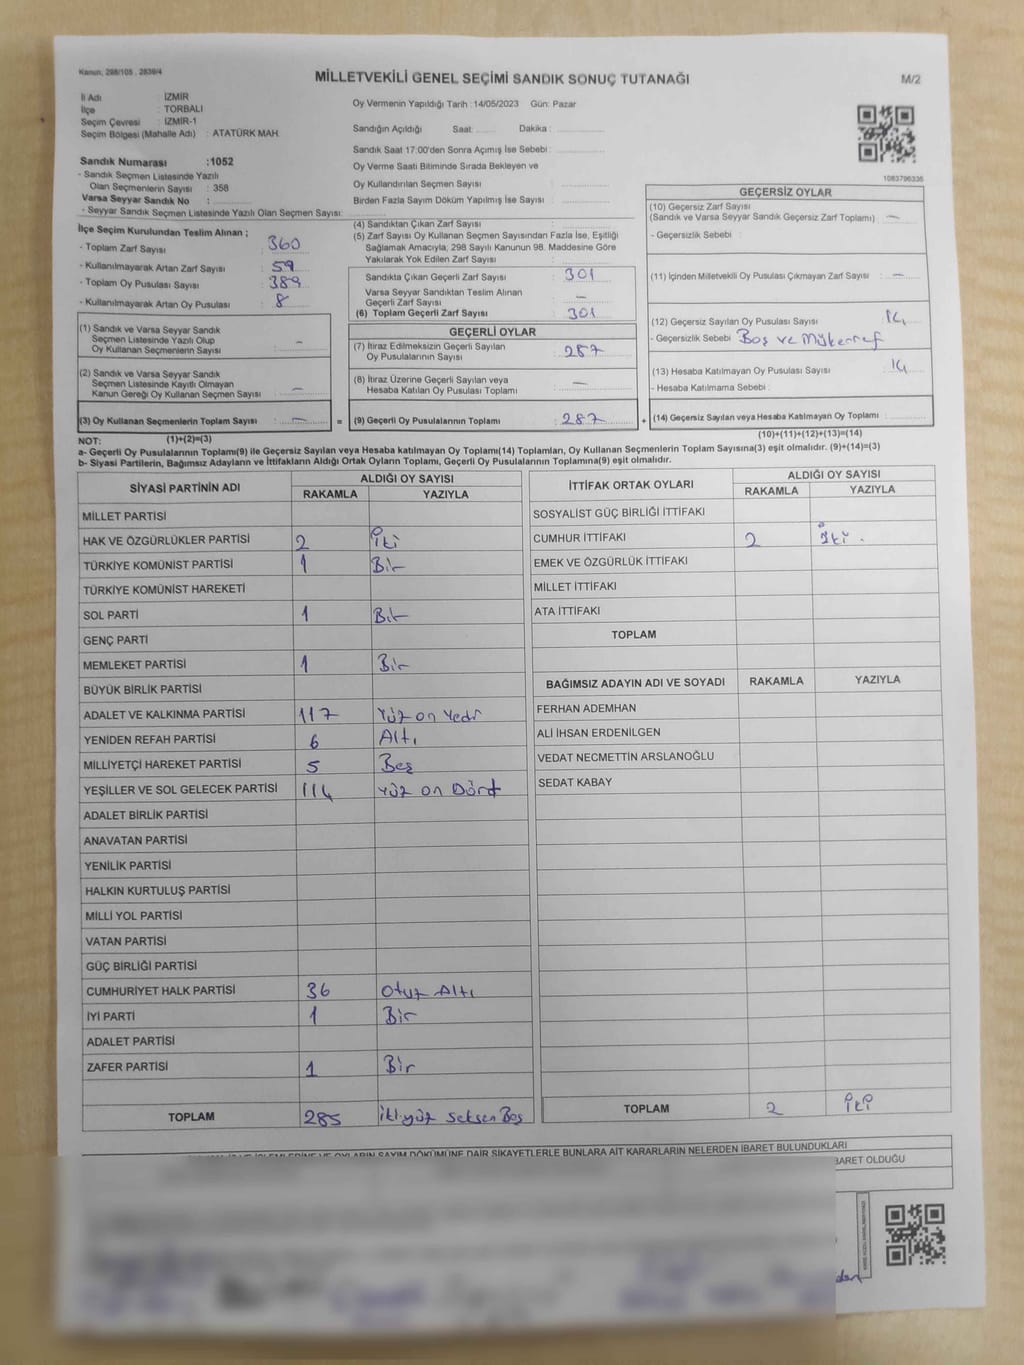 Kanun, 298/105 , 2839/4
MİLLETVEKİLİ GENEL SEÇİMİ SANDIK SONUÇ TUTANAĞI
M/2
İl Adı : İZMİR
İlçe : TORBALI
Seçim Çevresi : İZMİR-1
Seçim Bölgesi (Mahalle Adı) : ATATÜRK MAH.
Sandık Numarası :1052
- Sandık Seçmen Listesinde Yazılı
Olan Seçmenlerin Sayısı : 358
Varsa Seyyar Sandık No :
- Seyyar Sandık Seçmen Listesinde Yazılı Olan Seçmen Sayısı:
Oy Vermenin Yapıldığı Tarih :14/05/2023 Gün: Pazar
Sandığın Açıldığı Saat: Dakika :
Sandık Saat 17:00'den Sonra Açımış İse Sebebi :
Oy Verme Saati Bitiminde Sırada Bekleyen ve
Oy Kullandırılan Seçmen Sayısı :
Birden Fazla Sayım Döküm Yapılmış İse Sayısı :
1083796336
İlçe Seçim Kurulundan Teslim Alınan ;
- Toplam Zarf Sayısı : 360
- Kullanılmayarak Artan Zarf Sayısı : 59
- Toplam Oy Pusulası Sayısı : 389
- Kullanılmayarak Artan Oy Pusulası : 8
(1) Sandık ve Varsa Seyyar Sandık
Seçmen Listesinde Yazılı Olup
Oy Kullanan Seçmenlerin Sayısı : –
(2) Sandık ve Varsa Seyyar Sandık
Seçmen Listesinde Kayıtlı Olmayan
Kanun Gereği Oy Kullanan Seçmen Sayısı : –
(3) Oy Kullanan Seçmenlerin Toplam Sayısı : –
(4) Sandıktan Çıkan Zarf Sayısı :
(5) Zarf Sayısı Oy Kullanan Seçmen Sayısından Fazla İse, Eşitliği
Sağlamak Amacıyla, 298 Sayılı Kanunun 98. Maddesine Göre
Yakılarak Yok Edilen Zarf Sayısı :
Sandıkta Çıkan Geçerli Zarf Sayısı : 301
Varsa Seyyar Sandıktan Teslim Alınan
Geçerli Zarf Sayısı : –
(6) Toplam Geçerli Zarf Sayısı : 301
GEÇERLİ OYLAR
(7) İtiraz Edilmeksizin Geçerli Sayılan
Oy Pusulalarının Sayısı : 287
(8) İtiraz Üzerine Geçerli Sayılan veya
Hesaba Katılan Oy Pusulası Toplamı : –
= (9) Geçerli Oy Pusulalarının Toplamı : 287 +
GEÇERSİZ OYLAR
(10) Geçersiz Zarf Sayısı
(Sandık ve Varsa Seyyar Sandık Geçersiz Zarf Toplamı) : –
- Geçersizlik Sebebi :
(11) İçinden Milletvekili Oy Pusulası Çıkmayan Zarf Sayısı : –
(12) Geçersiz Sayılan Oy Pusulası Sayısı : 14
- Geçersizlik Sebebi : Boş ve Mükerref
(13) Hesaba Katılmayan Oy Pusulası Sayısı : 14
- Hesaba Katılmama Sebebi :
(14) Geçersiz Sayılan veya Hesaba Katılmayan Oy Toplamı :
NOT: (1)+(2)=(3) (10)+(11)+(12)+(13)=(14)
a- Geçerli Oy Pusulasının Toplamı(9) ile Geçersiz Sayılan veya Hesaba katılmayan Oy Toplamı(14) Toplamları, Oy Kullanan Seçmenlerin Toplam Sayısına(3) eşit olmalıdır. (9)+(14)=(3)
b- Siyasi Partilerin, Bağımsız Adayların ve İttifakların Aldığı Ortak Oyların Toplamı, Geçerli Oy Pusulasının Toplamına(9) eşit olmalıdır.
SİYASİ PARTİNİN ADI
ALDIĞI OY SAYISI
RAKAMLA YAZIYLA
MİLLET PARTİSİ
HAK VE ÖZGÜRLÜKLER PARTİSİ 2 İki
TÜRKİYE KOMÜNİST PARTİSİ 1 Bir
TÜRKİYE KOMÜNİST HAREKETİ
SOL PARTİ 1 Bir
GENÇ PARTİ
MEMLEKET PARTİSİ 1 Bir
BÜYÜK BİRLİK PARTİSİ
ADALET VE KALKINMA PARTİSİ 117 Yüz on Yedi
YENİDEN REFAH PARTİSİ 6 Altı
MİLLİYETÇİ HAREKET PARTİSİ 5 Beş
YEŞİLLER VE SOL GELECEK PARTİSİ 114 Yüz on Dört
ADALET BİRLİK PARTİSİ
ANAVATAN PARTİSİ
YENİLİK PARTİSİ
HALKIN KURTULUŞ PARTİSİ
MİLLİ YOL PARTİSİ
VATAN PARTİSİ
GÜÇ BİRLİĞİ PARTİSİ
CUMHURİYET HALK PARTİSİ 36 Otuz Altı
İYİ PARTİ 1 Bir
ADALET PARTİSİ
ZAFER PARTİSİ 1 Bir
TOPLAM 285 İkiyüz Seksen Beş
İTTİFAK ORTAK OYLARI
ALDIĞI OY SAYISI
RAKAMLA YAZIYLA
SOSYALİST GÜÇ BİRLİĞİ İTTİFAKI
CUMHUR İTTİFAKI 2 İki .
EMEK VE ÖZGÜRLÜK İTTİFAKI
MİLLET İTTİFAKI
ATA İTTİFAKI
TOPLAM
BAĞIMSIZ ADAYIN ADI VE SOYADI RAKAMLA YAZIYLA
FERHAN ADEMHAN
ALİ İHSAN ERDENİLGEN
VEDAT NECMETTİN ARSLANOĞLU
SEDAT KABAY
TOPLAM 2 İki
OYLARIN SAYIM DÖKÜMÜNE DAİR ŞİKAYETLERLE BUNLARA AİT KARARLARIN NELERDEN İBARET BULUNDUKLARI
İBARET OLDUĞU